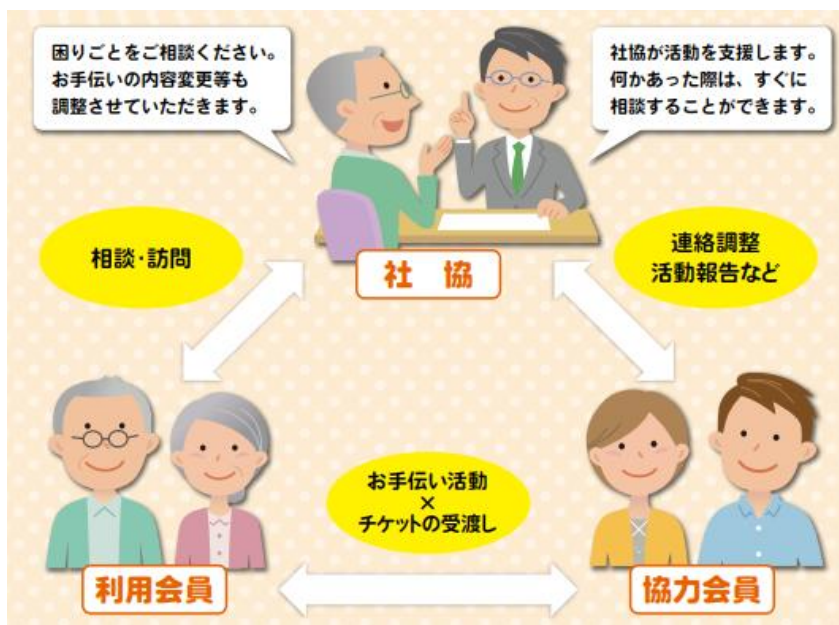 困りごとをご相談ください。
お手伝いの内容変更等も
調整させていただきます。
社協が活動を支援します。
何かあった際は、すぐに
相談することができます。
相談・訪問
連絡調整
活動報告など
社協
お手伝い活動
×
チケットの受渡し
利用会員
協力会員